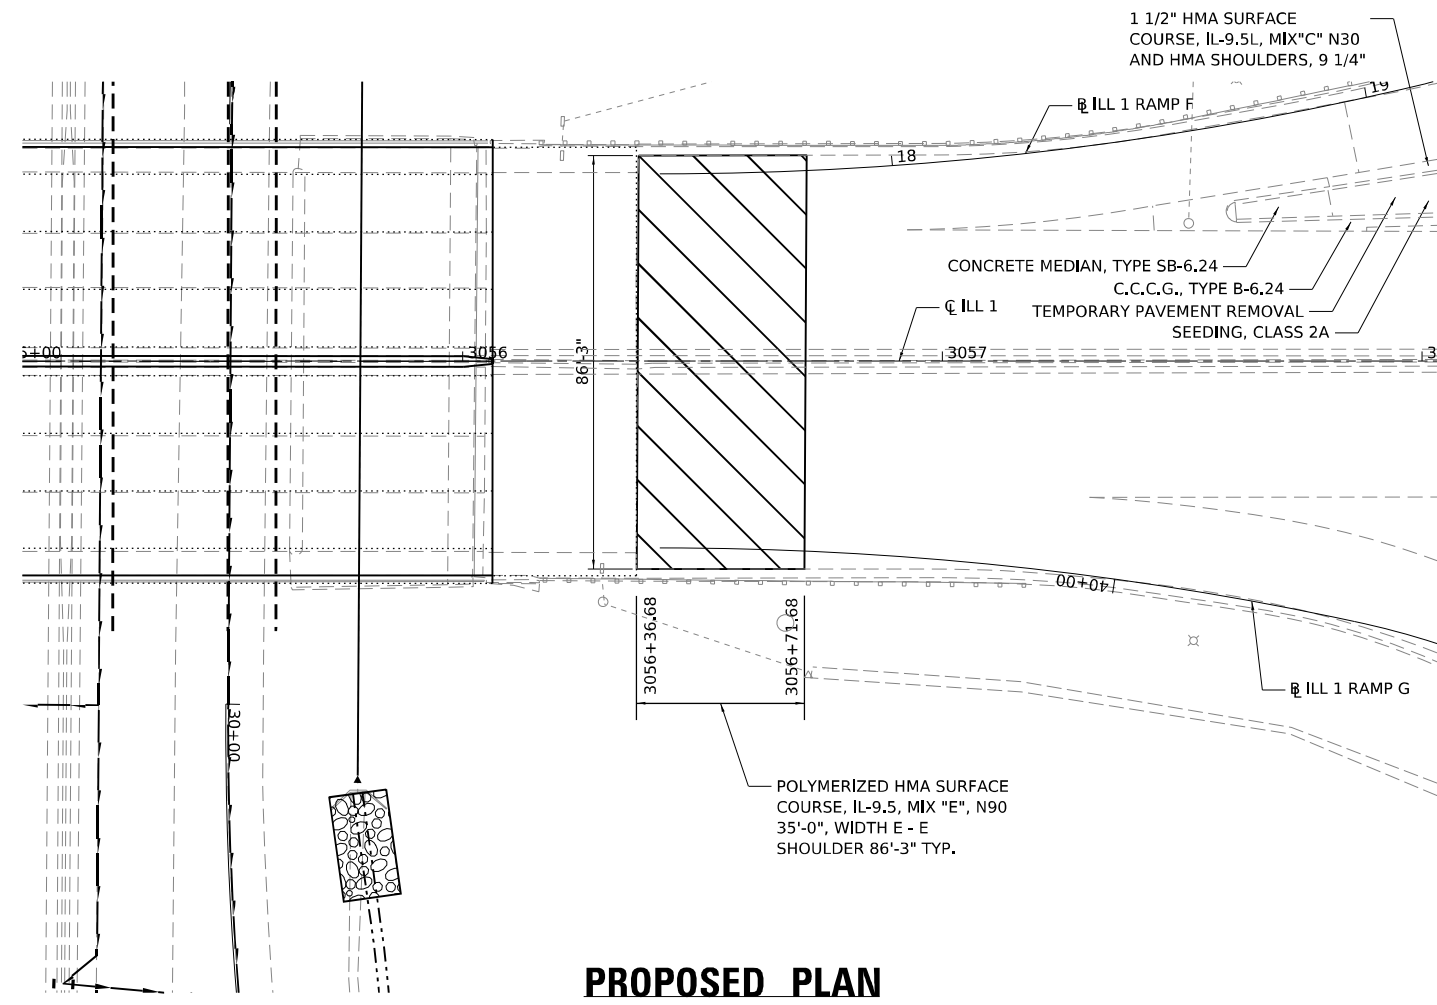 1 1/2" HMA SURFACE
COURSE, IL-9.5L, MIX"C" N30
AND HMA SHOULDERS, 9 1/4"
19
℄ ILL 1 RAMP F
18
CONCRETE MEDIAN, TYPE SB-6.24
C.C.C.G., TYPE B-6.24
TEMPORARY PAVEMENT REMOVAL
SEEDING, CLASS 2A
℄ ILL 1
+00
3056
3057
3
86'-3"
40+00
3056+36.68
3056+71.68
ILL 1 RAMP G
30+00
POLYMERIZED HMA SURFACE
COURSE, IL-9.5, MIX "E", N90
35'-0", WIDTH E - E
SHOULDER 86'-3" TYP.
PROPOSED PLAN